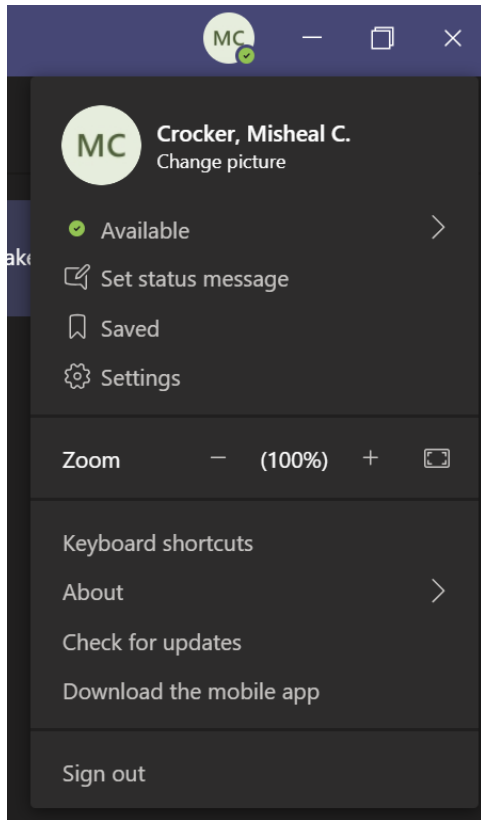 MC
MC
Crocker, Misheal C.
Change picture
Available
Set status message
Saved
Settings
Zoom (100%)
Keyboard shortcuts
About
Check for updates
Download the mobile app
Sign out